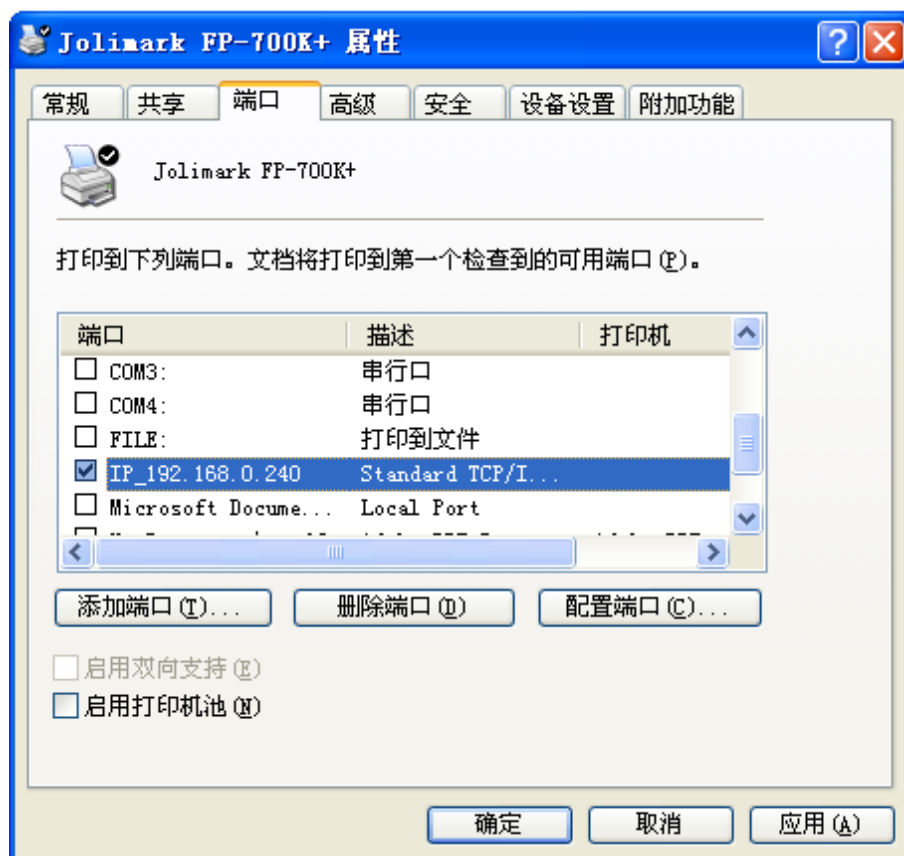 Jolimark FP-700K+ 属性
常规 共享 端口 高级 安全 设备设置 附加功能
Jolimark FP-700K+
打印到下列端口。文档将打印到第一个检查到的可用端口(P)。
端口 描述 打印机
COM3: 串行口
COM4: 串行口
FILE: 打印到文件
IP_192.168.0.240 Standard TCP/I...
Microsoft Docume... Local Port
添加端口(T)... 删除端口(D) 配置端口(C)...
启用双向支持(E)
启用打印机池(N)
确定 取消 应用(A)